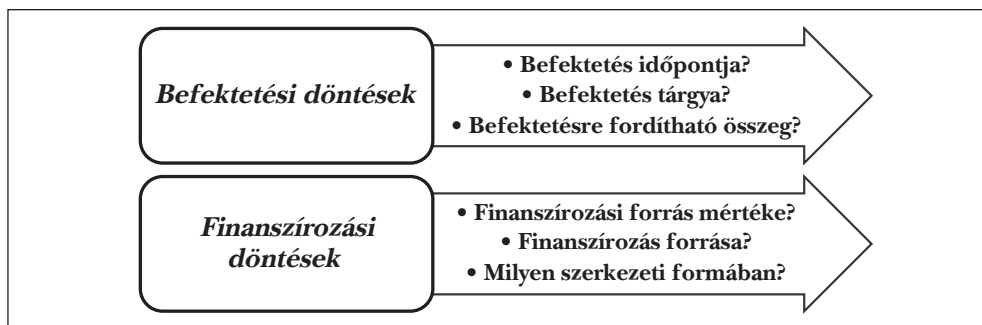 Befektetési döntések
• Befektetés időpontja?
• Befektetés tárgya?
• Befektetésre fordítható összeg?
Finanszírozási
döntések
• Finanszírozási forrás mértéke?
• Finanszírozás forrása?
• Milyen szerkezeti formában?